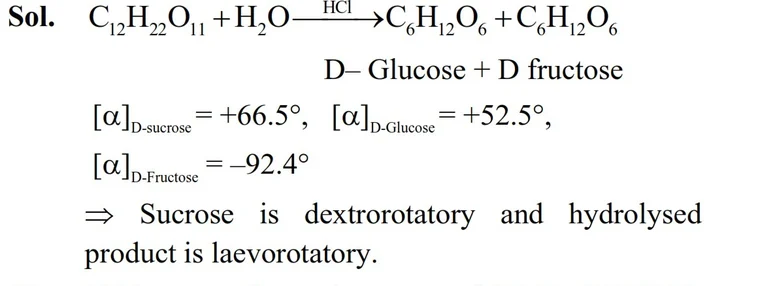 Sol. C₁₂H₂₂O₁₁ + H₂O —HCl→ C₆H₁₂O₆ + C₆H₁₂O₆
D– Glucose + D fructose
[α]D-sucrose = +66.5°, [α]D-Glucose = +52.5°,
[α]D-Fructose = –92.4°
⇒ Sucrose is dextrorotatory and hydrolysed
product is laevorotatory.